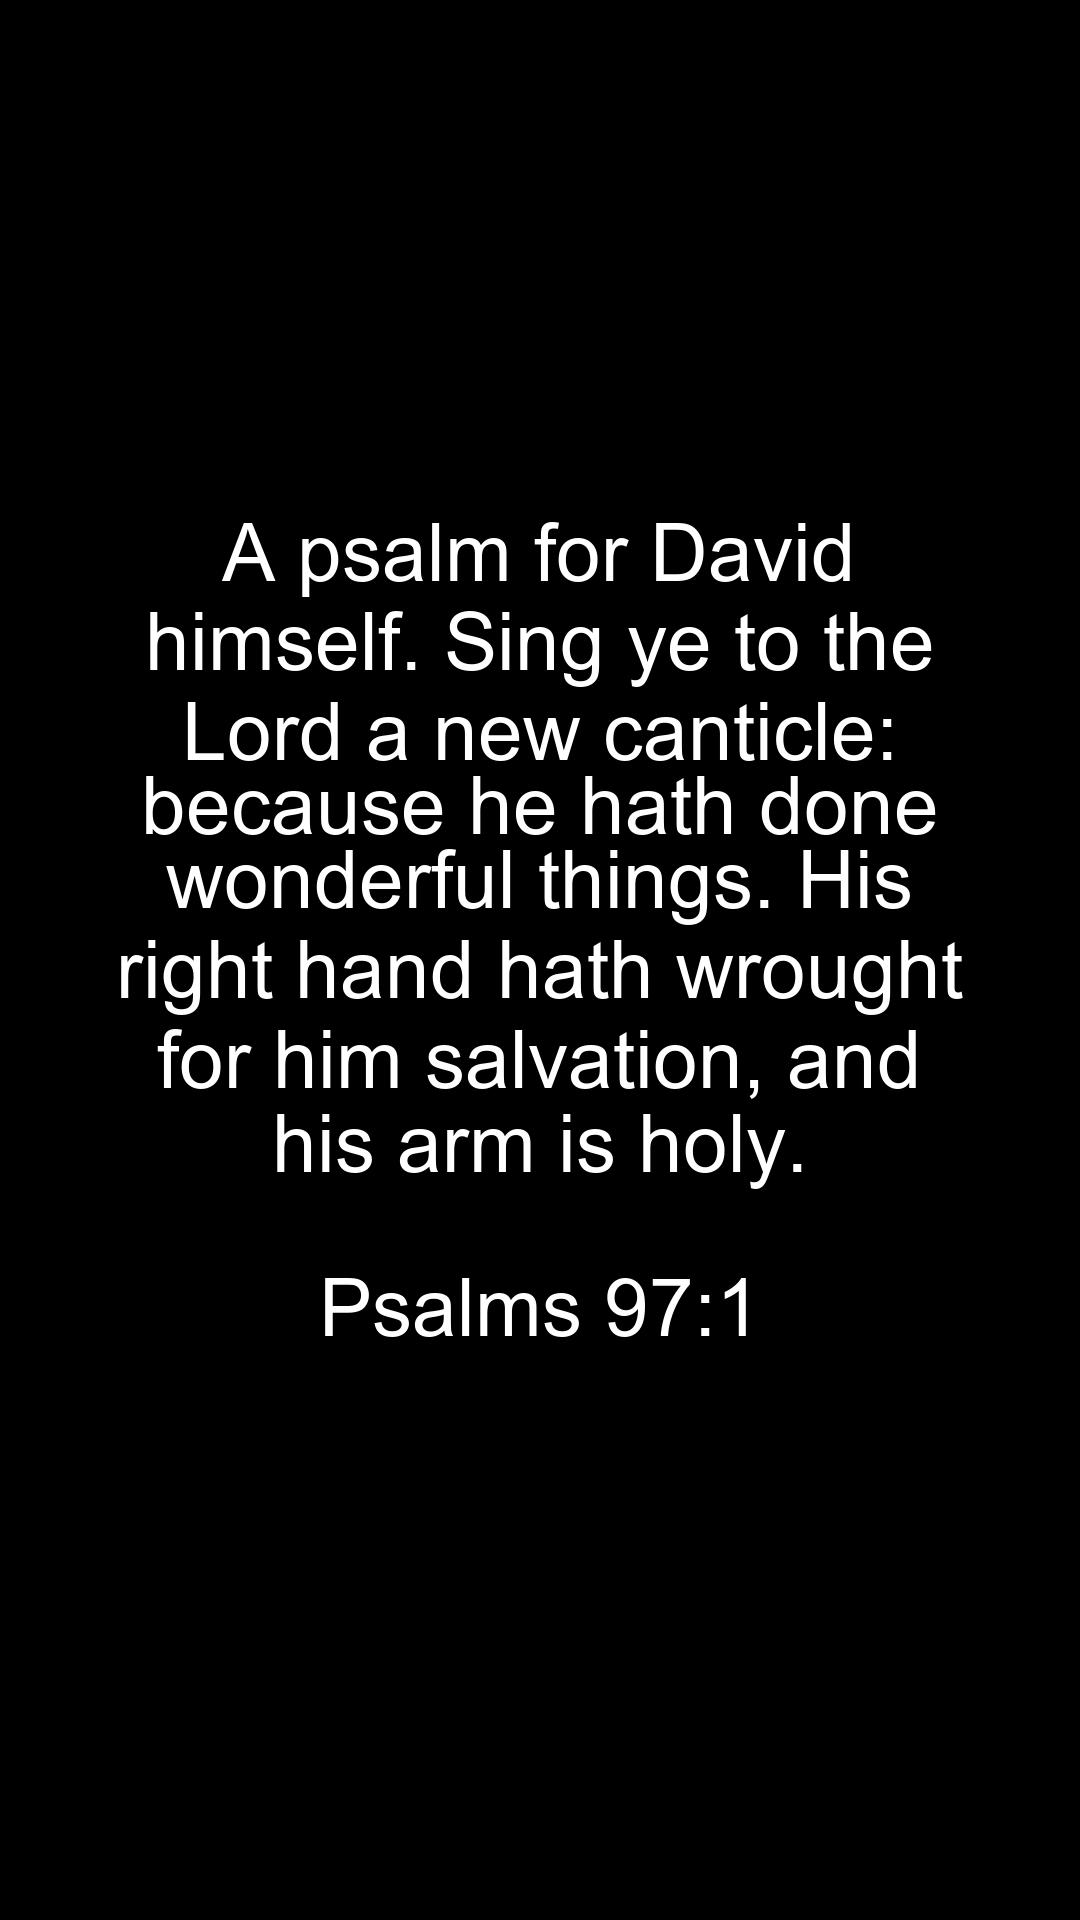 A psalm for David
himself. Sing ye to the
Lord a new canticle:
because he hath done
wonderful things. His
right hand hath wrought
for him salvation, and
his arm is holy.
Psalms 97:1